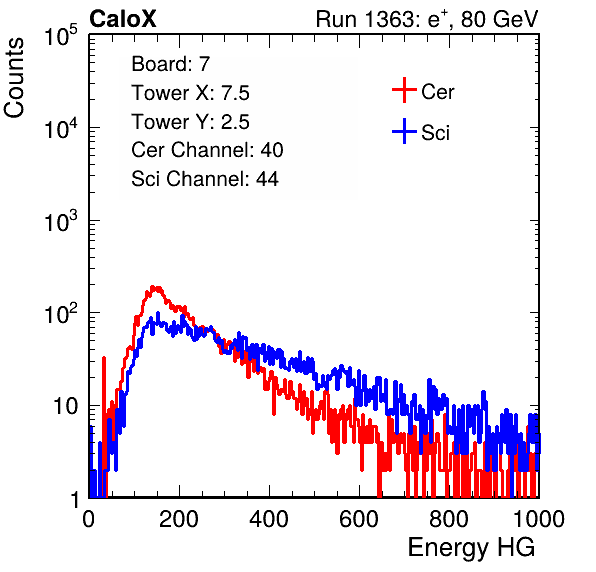 CaloX Run 1363: e⁺, 80 GeV
Counts
Board: 7
Tower X: 7.5
Tower Y: 2.5
Cer Channel: 40
Sci Channel: 44
Cer
Sci
10⁵
10⁴
10³
10²
10
1
0 200 400 600 800 1000
Energy HG